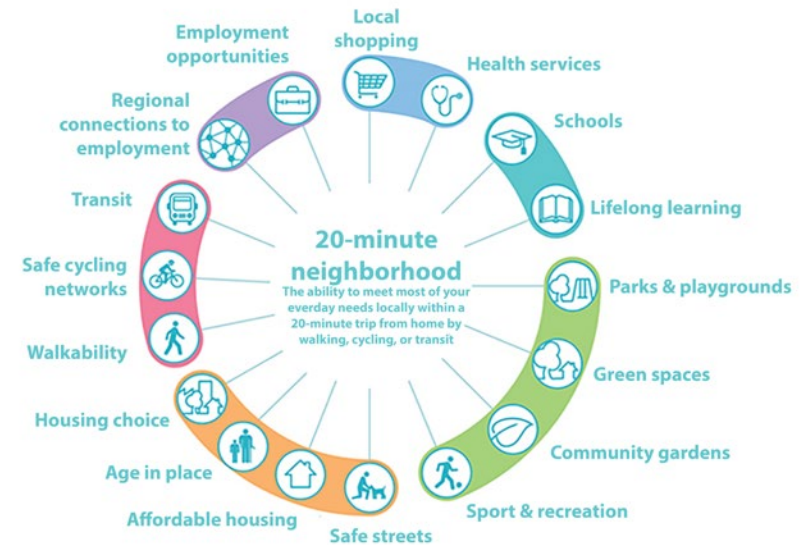 Local
shopping
Health services
Schools
Lifelong learning
Parks & playgrounds
Green spaces
Community gardens
Sport & recreation
Safe streets
Affordable housing
Age in place
Housing choice
Walkability
Safe cycling
networks
Transit
Regional
connections to
employment
Employment
opportunities
20-minute
neighborhood
The ability to meet most of your
everday needs locally within a
20-minute trip from home by
walking, cycling, or transit